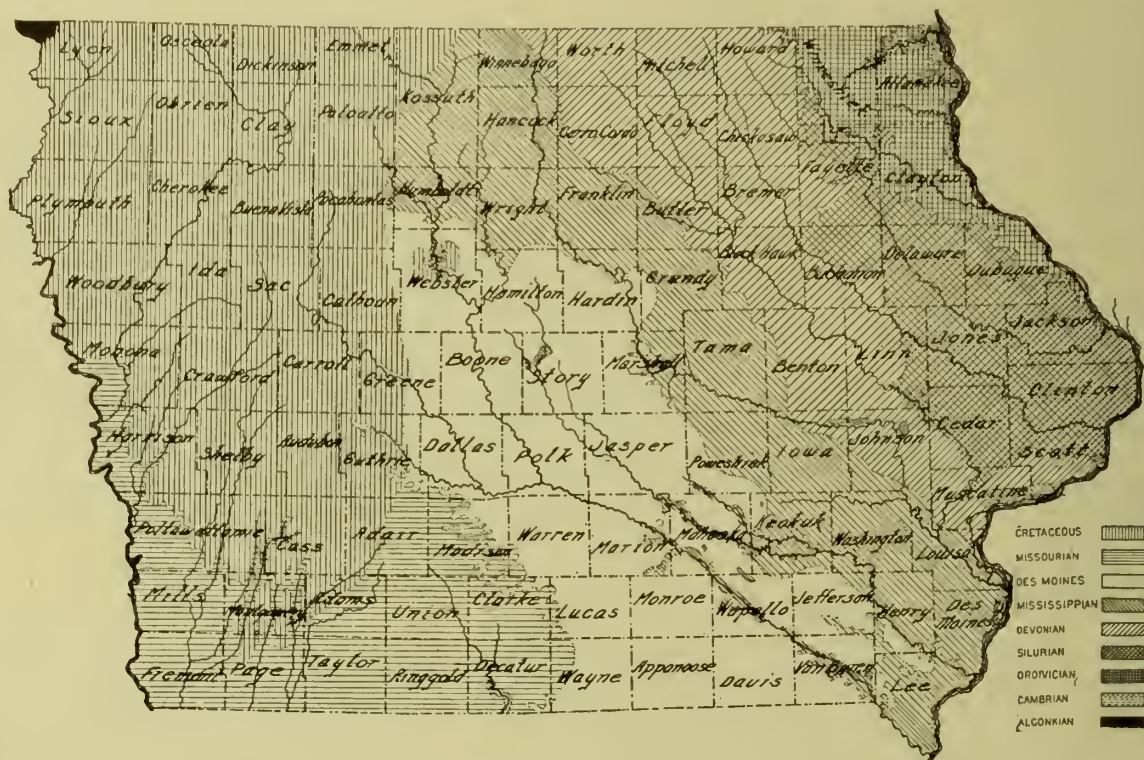 Lyon Osceola Dickinson Emmet Winnebago Worth Mitchell Howard Winneshiek Allamakee
Sioux Obrien Clay Paloalto Kossuth Hancock Cerro Gordo Floyd Chickasaw Fayette Clayton
Plymouth Cherokee Buena Vista Pocahontas Humboldt Wright Franklin Butler Bremer
Woodbury Ida Sac Calhoun Webster Hamilton Hardin Grundy Black Hawk Buchanan Delaware Dubuque
Monona Crawford Carroll Greene Boone Story Marshall Tama Benton Linn Jones Jackson
Clinton
Harrison Shelby Audubon Guthrie Dallas Polk Jasper Poweshiek Iowa Johnson Cedar Scott
Muscatine
Pottawattamie Cass Adair Madison Warren Marion Mahaska Keokuk Washington Louisa
Mills Montgomery Adams Union Clarke Lucas Monroe Wapello Jefferson Henry Des Moines
Fremont Page Taylor Ringgold Decatur Wayne Appanoose Davis Van Buren Lee
CRETACEOUS
MISSOURIAN
DES MOINES
MISSISSIPPIAN
DEVONIAN
SILURIAN
OROIVICIAN
CAMBRIAN
ALGONKIAN